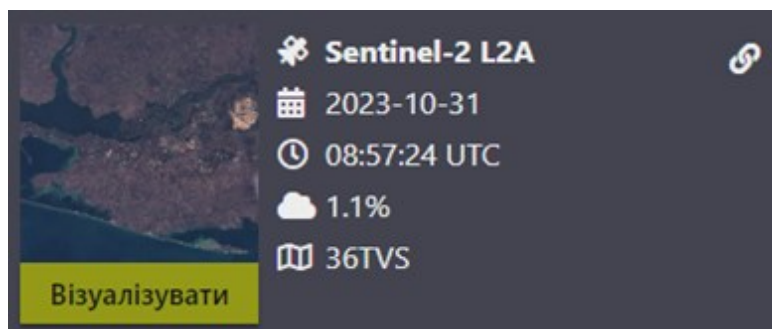 Sentinel-2 L2A
2023-10-31
08:57:24 UTC
1.1%
36TVS
Візуалізувати